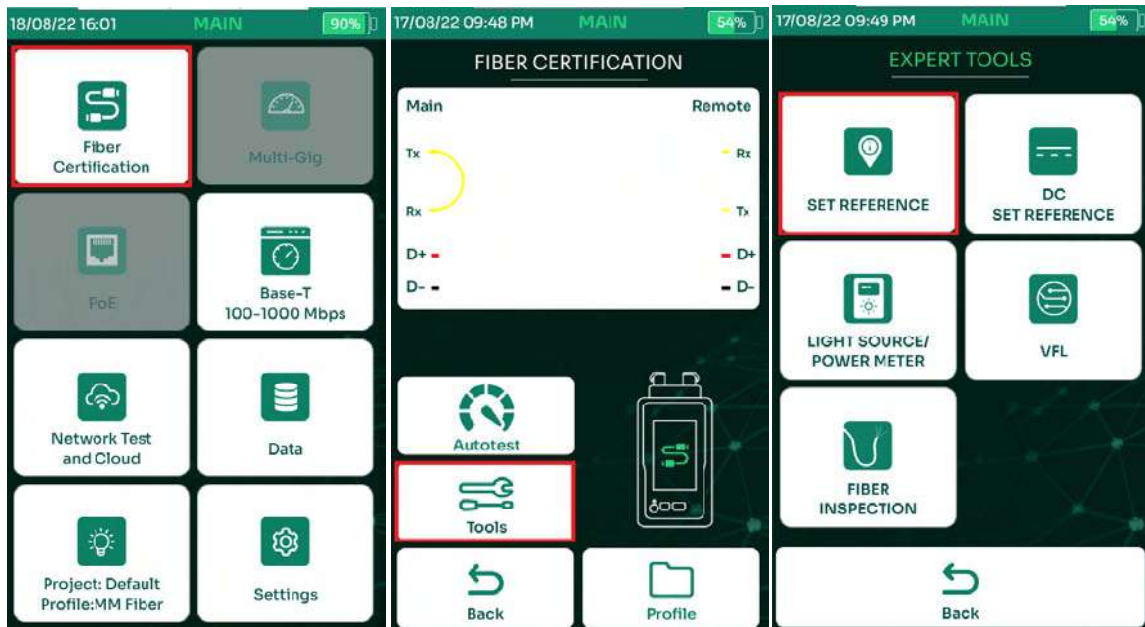 18/08/22 16:01 MAIN 90%
Fiber
Certification
Multi-Gig
PoE
Base-T
100-1000 Mbps
Network Test
and Cloud
Data
Project: Default
Profile:MM Fiber
Settings
17/08/22 09:48 PM MAIN 54%
FIBER CERTIFICATION
Main Remote
Tx Rx
Rx Tx
D+ D+
D- D-
Autotest
Tools
Back
Profile
17/08/22 09:49 PM MAIN 54%
EXPERT TOOLS
SET REFERENCE
DC
SET REFERENCE
LIGHT SOURCE/
POWER METER
VFL
FIBER
INSPECTION
Back